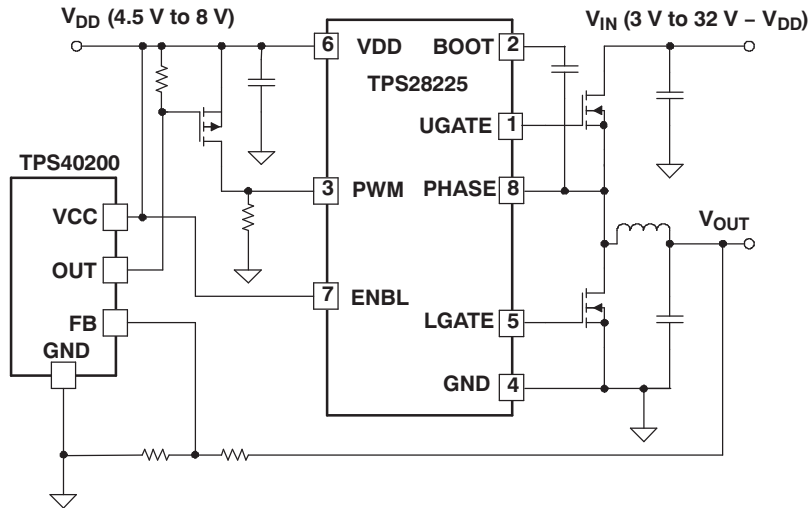 VDD (4.5 V to 8 V)
VIN (3 V to 32 V – VDD)
6 VDD BOOT 2
TPS28225
UGATE 1
TPS40200
3 PWM PHASE 8
VCC
VOUT
OUT
7 ENBL
FB
LGATE 5
GND
GND 4